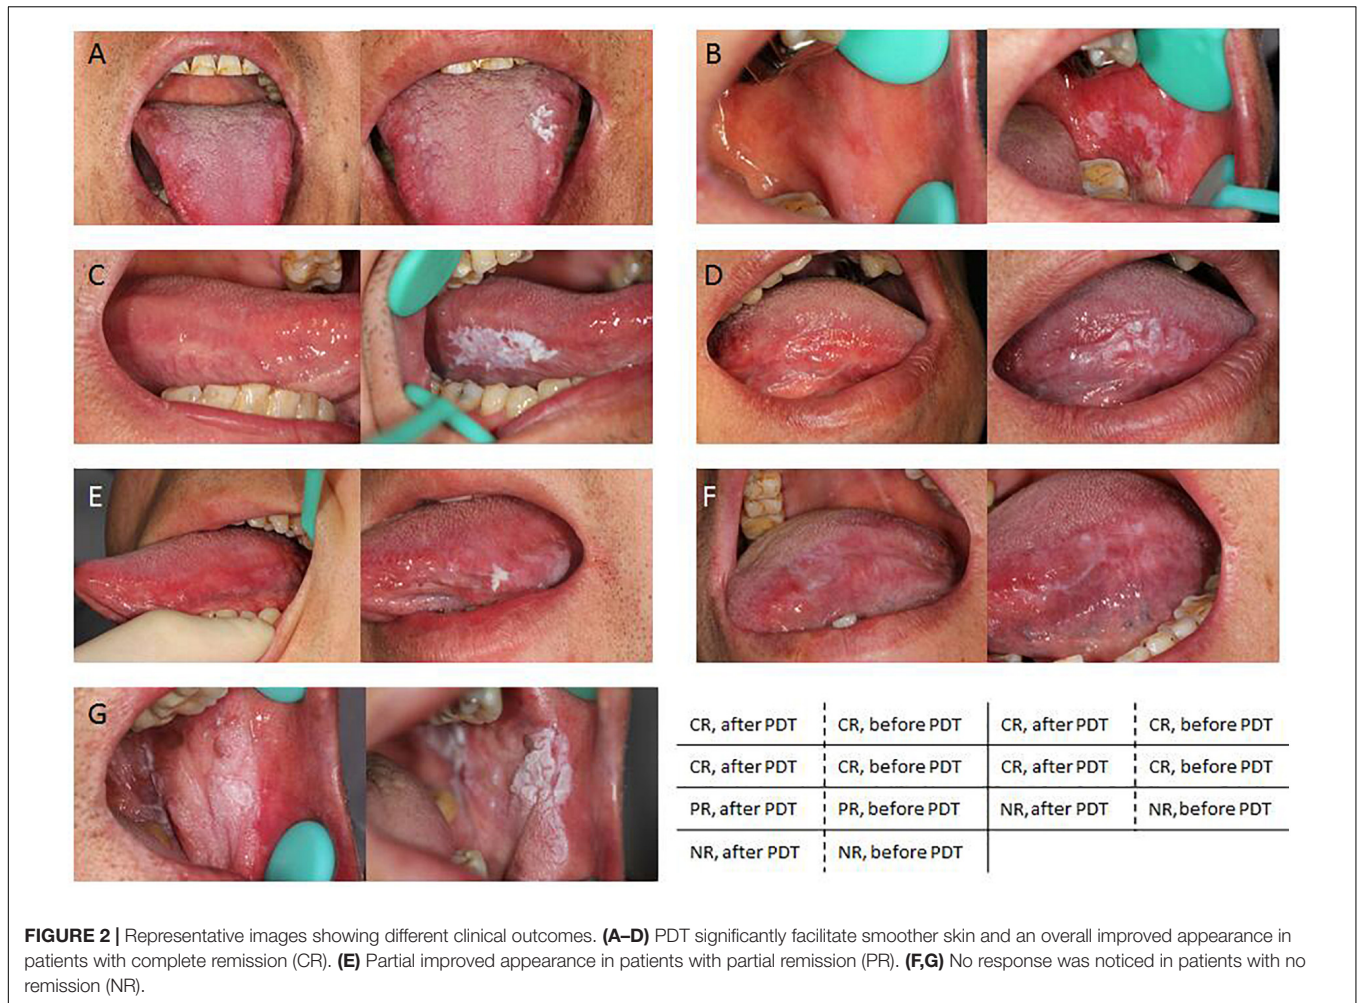 A
B
C
D
E
F
G
CR, after PDT CR, before PDT CR, after PDT CR, before PDT
CR, after PDT CR, before PDT CR, after PDT CR, before PDT
PR, after PDT PR, before PDT NR, after PDT NR, before PDT
NR, after PDT NR, before PDT
FIGURE 2 | Representative images showing different clinical outcomes. (A–D) PDT significantly facilitate smoother skin and an overall improved appearance in
patients with complete remission (CR). (E) Partial improved appearance in patients with partial remission (PR). (F,G) No response was noticed in patients with no
remission (NR).